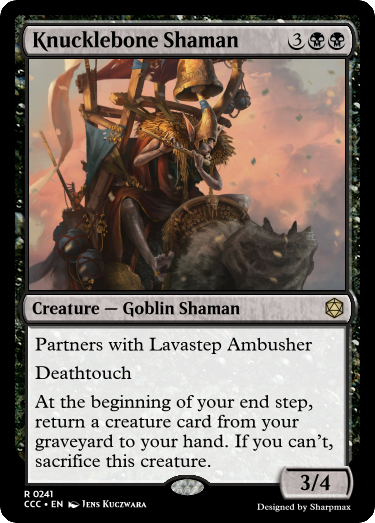 Knucklebone Shaman 3
Creature — Goblin Shaman
Partners with Lavastep Ambusher
Deathtouch
At the beginning of your end step,
return a creature card from your
graveyard to your hand. If you can't,
sacrifice this creature.
3/4
R 0241
CCC • EN Jens Kuczwara
Designed by Sharpmax